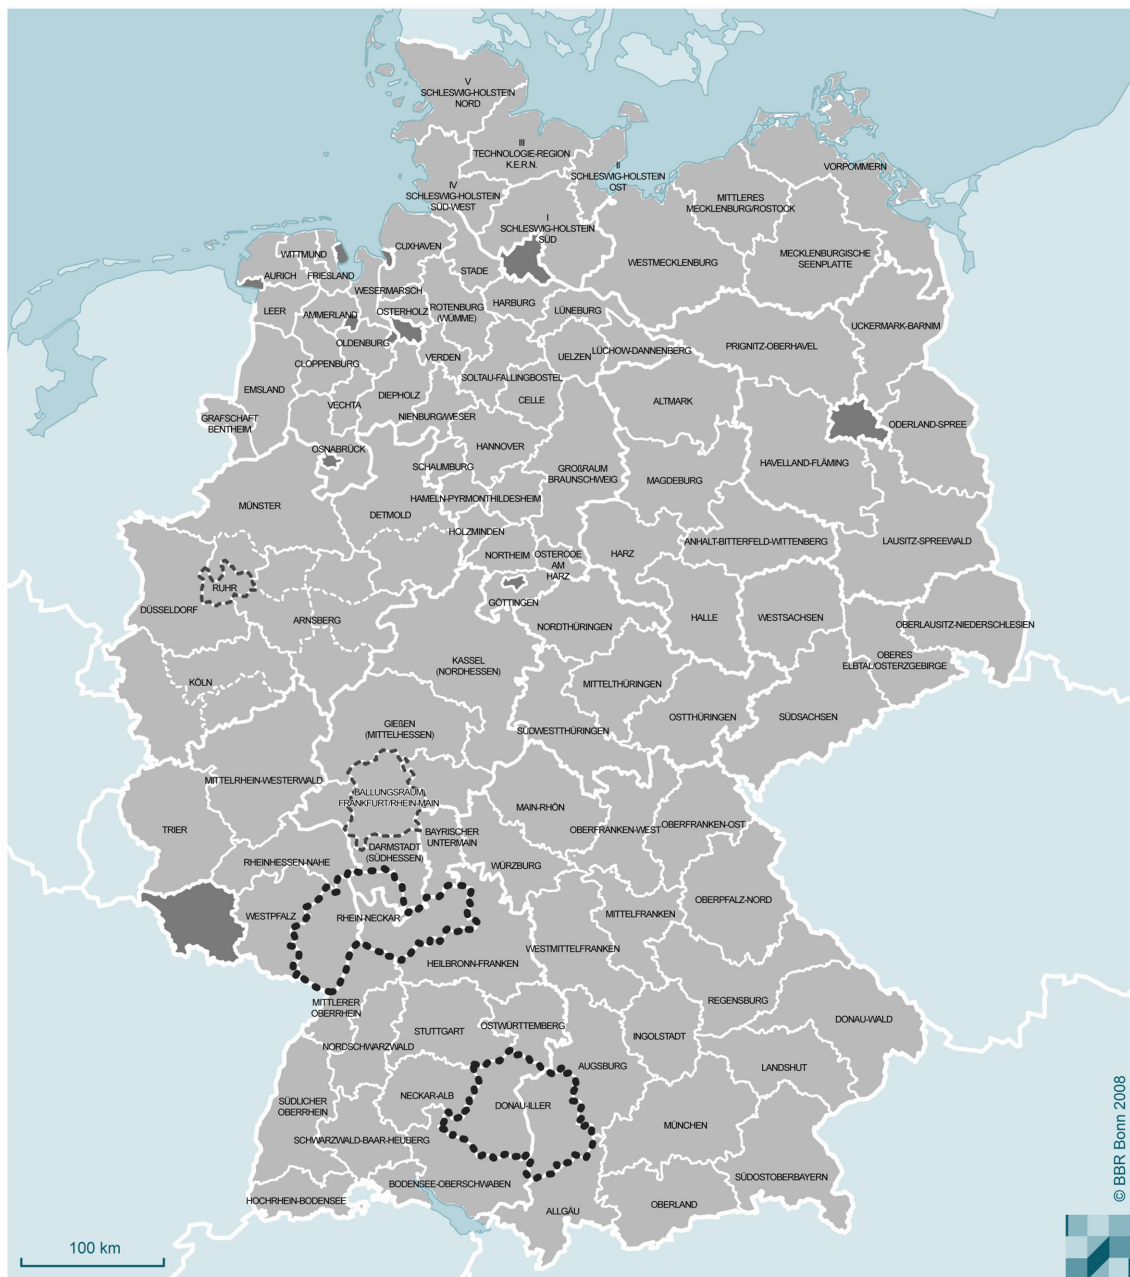 V
SCHLESWIG-HOLSTEIN
NORD
III
TECHNOLOGIE-REGION
K.E.R.N.
II
SCHLESWIG-HOLSTEIN
OST
VORPOMMERN
IV
SCHLESWIG-HOLSTEIN
SÜD-WEST
MITTLERES
MECKLENBURG/ROSTOCK
I
SCHLESWIG-HOLSTEIN
SÜD
CUXHAVEN
WITTMUND
MECKLENBURGISCHE
SEENPLATTE
WESTMECKLENBURG
STADE
AURICH
FRIESLAND
WESERMARSCH
LEER
AMMERLAND
OSTERHOLZ
ROTENBURG
(WÜMME)
HARBURG
LÜNEBURG
UCKERMARK-BARNIM
OLDENBURG
PRIGNITZ-OBERHAVEL
CLOPPENBURG
VERDEN
UELZEN
LÜCHOW-DANNENBERG
EMSLAND
SOLTAU-FALLINGBOSTEL
DIEPHOLZ
CELLE
ALTMARK
VECHTA
GRAFSCHAFT
BENTHEIM
NIENBURG/WESER
ODERLAND-SPREE
OSNABRÜCK
HANNOVER
SCHAUMBURG
GROßRAUM
BRAUNSCHWEIG
HAVELLAND-FLÄMING
MAGDEBURG
MÜNSTER
HAMELN-PYRMONT
HILDESHEIM
DETMOLD
HOLZMINDEN
ANHALT-BITTERFELD-WITTENBERG
LAUSITZ-SPREEWALD
NORTHEIM
OSTERODE
AM
HARZ
HARZ
RUHR
GÖTTINGEN
DÜSSELDORF
ARNSBERG
NORDTHÜRINGEN
HALLE
WESTSACHSEN
OBERLAUSITZ-NIEDERSCHLESIEN
KASSEL
(NORDHESSEN)
OBERES
ELBTAL/OSTERZGEBIRGE
KÖLN
MITTELTHÜRINGEN
OSTTHÜRINGEN
SÜDSACHSEN
GIEßEN
(MITTELHESSEN)
SÜDWESTTHÜRINGEN
MITTELRHEIN-WESTERWALD
BALLUNGSRAUM
FRANKFURT/RHEIN-MAIN
MAIN-RHÖN
TRIER
BAYRISCHER
UNTERMAIN
OBERFRANKEN-WEST
OBERFRANKEN-OST
DARMSTADT
(SÜDHESSEN)
RHEINHESSEN-NAHE
WÜRZBURG
OBERPFALZ-NORD
WESTPFALZ
RHEIN-NECKAR
MITTELFRANKEN
WESTMITTELFRANKEN
HEILBRONN-FRANKEN
MITTLERER
OBERRHEIN
REGENSBURG
DONAU-WALD
STUTTGART
OSTWÜRTTEMBERG
INGOLSTADT
NORDSCHWARZWALD
AUGSBURG
LANDSHUT
NECKAR-ALB
SÜDLICHER
OBERRHEIN
DONAU-ILLER
MÜNCHEN
SCHWARZWALD-BAAR-HEUBERG
BODENSEE-OBERSCHWABEN
SÜDOSTOBERBAYERN
HOCHRHEIN-BODENSEE
OBERLAND
ALLGÄU
100 km
© BBR Bonn 2008